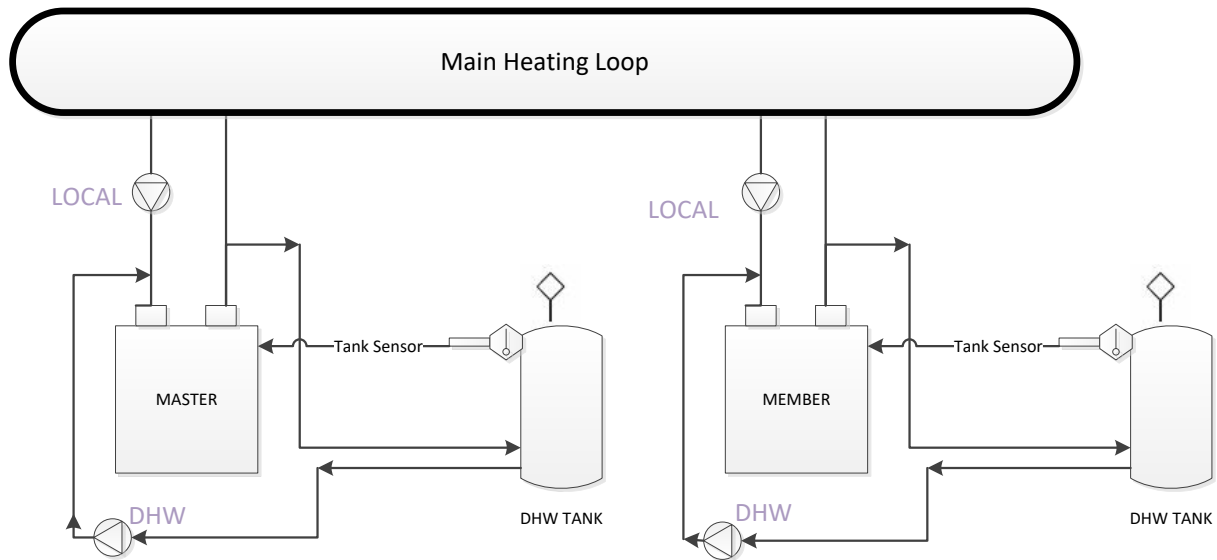 Main Heating Loop
LOCAL
LOCAL
Tank Sensor
Tank Sensor
MASTER
MEMBER
DHW
DHW TANK
DHW
DHW TANK